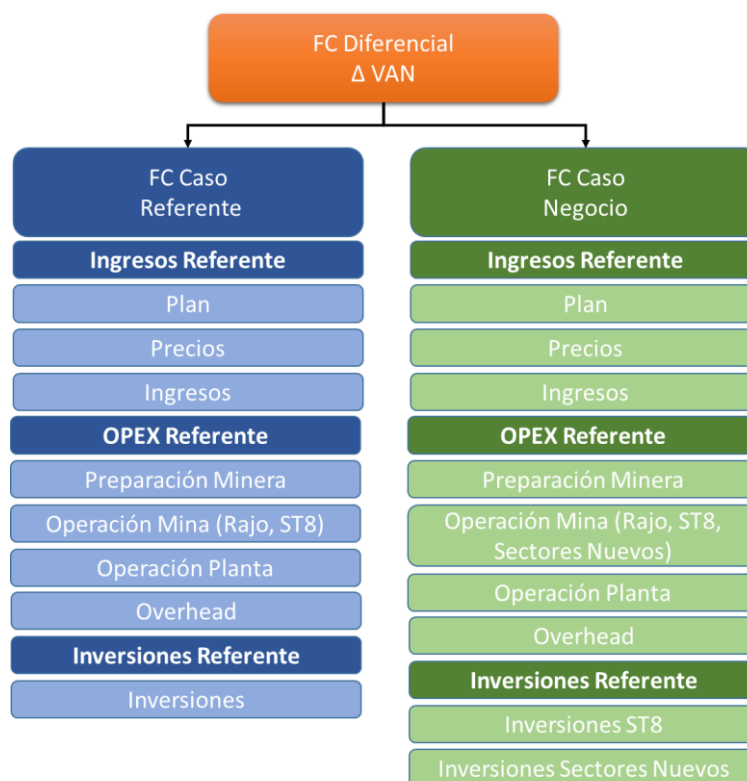 FC Diferencial
Δ VAN
FC Caso
Referente
Ingresos Referente
Plan
Precios
Ingresos
OPEX Referente
Preparación Minera
Operación Mina (Rajo, ST8)
Operación Planta
Overhead
Inversiones Referente
Inversiones
FC Caso
Negocio
Ingresos Referente
Plan
Precios
Ingresos
OPEX Referente
Preparación Minera
Operación Mina (Rajo, ST8,
Sectores Nuevos)
Operación Planta
Overhead
Inversiones Referente
Inversiones ST8
Inversiones Sectores Nuevos